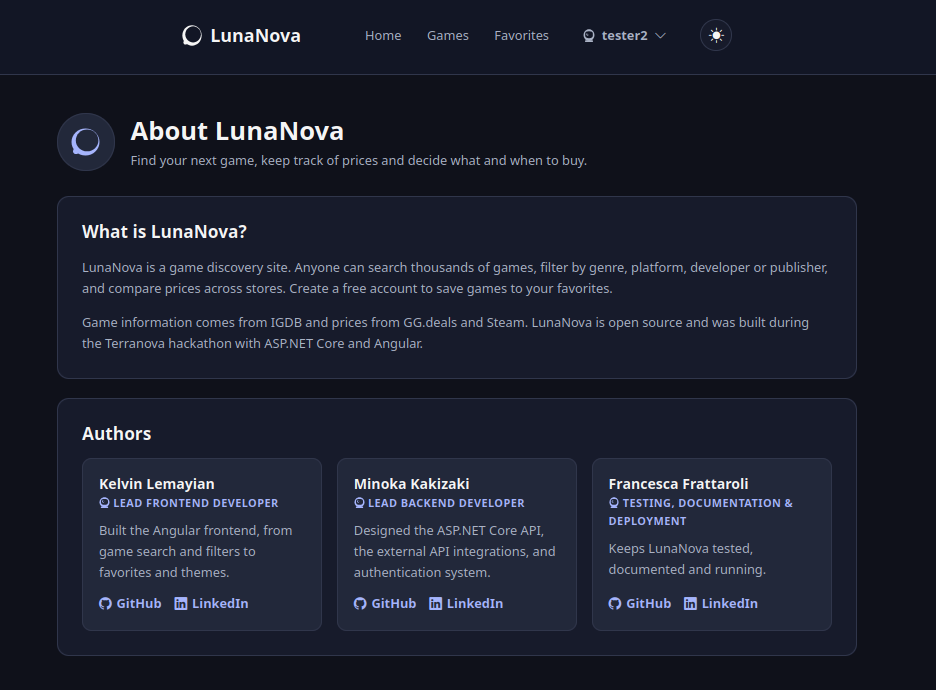 LunaNova
Home
Games
Favorites
tester2
About LunaNova
Find your next game, keep track of prices and decide what and when to buy.
What is LunaNova?
LunaNova is a game discovery site. Anyone can search thousands of games, filter by genre, platform, developer or publisher,
and compare prices across stores. Create a free account to save games to your favorites.
Game information comes from IGDB and prices from GG.deals and Steam. LunaNova is open source and was built during
the Terranova hackathon with ASP.NET Core and Angular.
Authors
Kelvin Lemayian
LEAD FRONTEND DEVELOPER
Built the Angular frontend, from
game search and filters to
favorites and themes.
GitHub LinkedIn
Minoka Kakizaki
LEAD BACKEND DEVELOPER
Designed the ASP.NET Core API,
the external API integrations, and
authentication system.
GitHub LinkedIn
Francesca Frattaroli
TESTING, DOCUMENTATION &
DEPLOYMENT
Keeps LunaNova tested,
documented and running.
GitHub LinkedIn